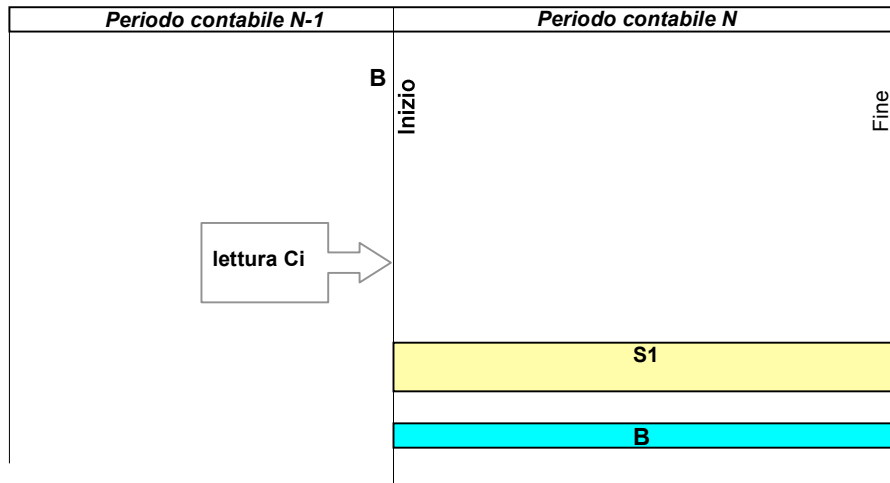 Periodo contabile N-1
Periodo contabile N
B
Inizio
Fine
lettura Ci
S1
B